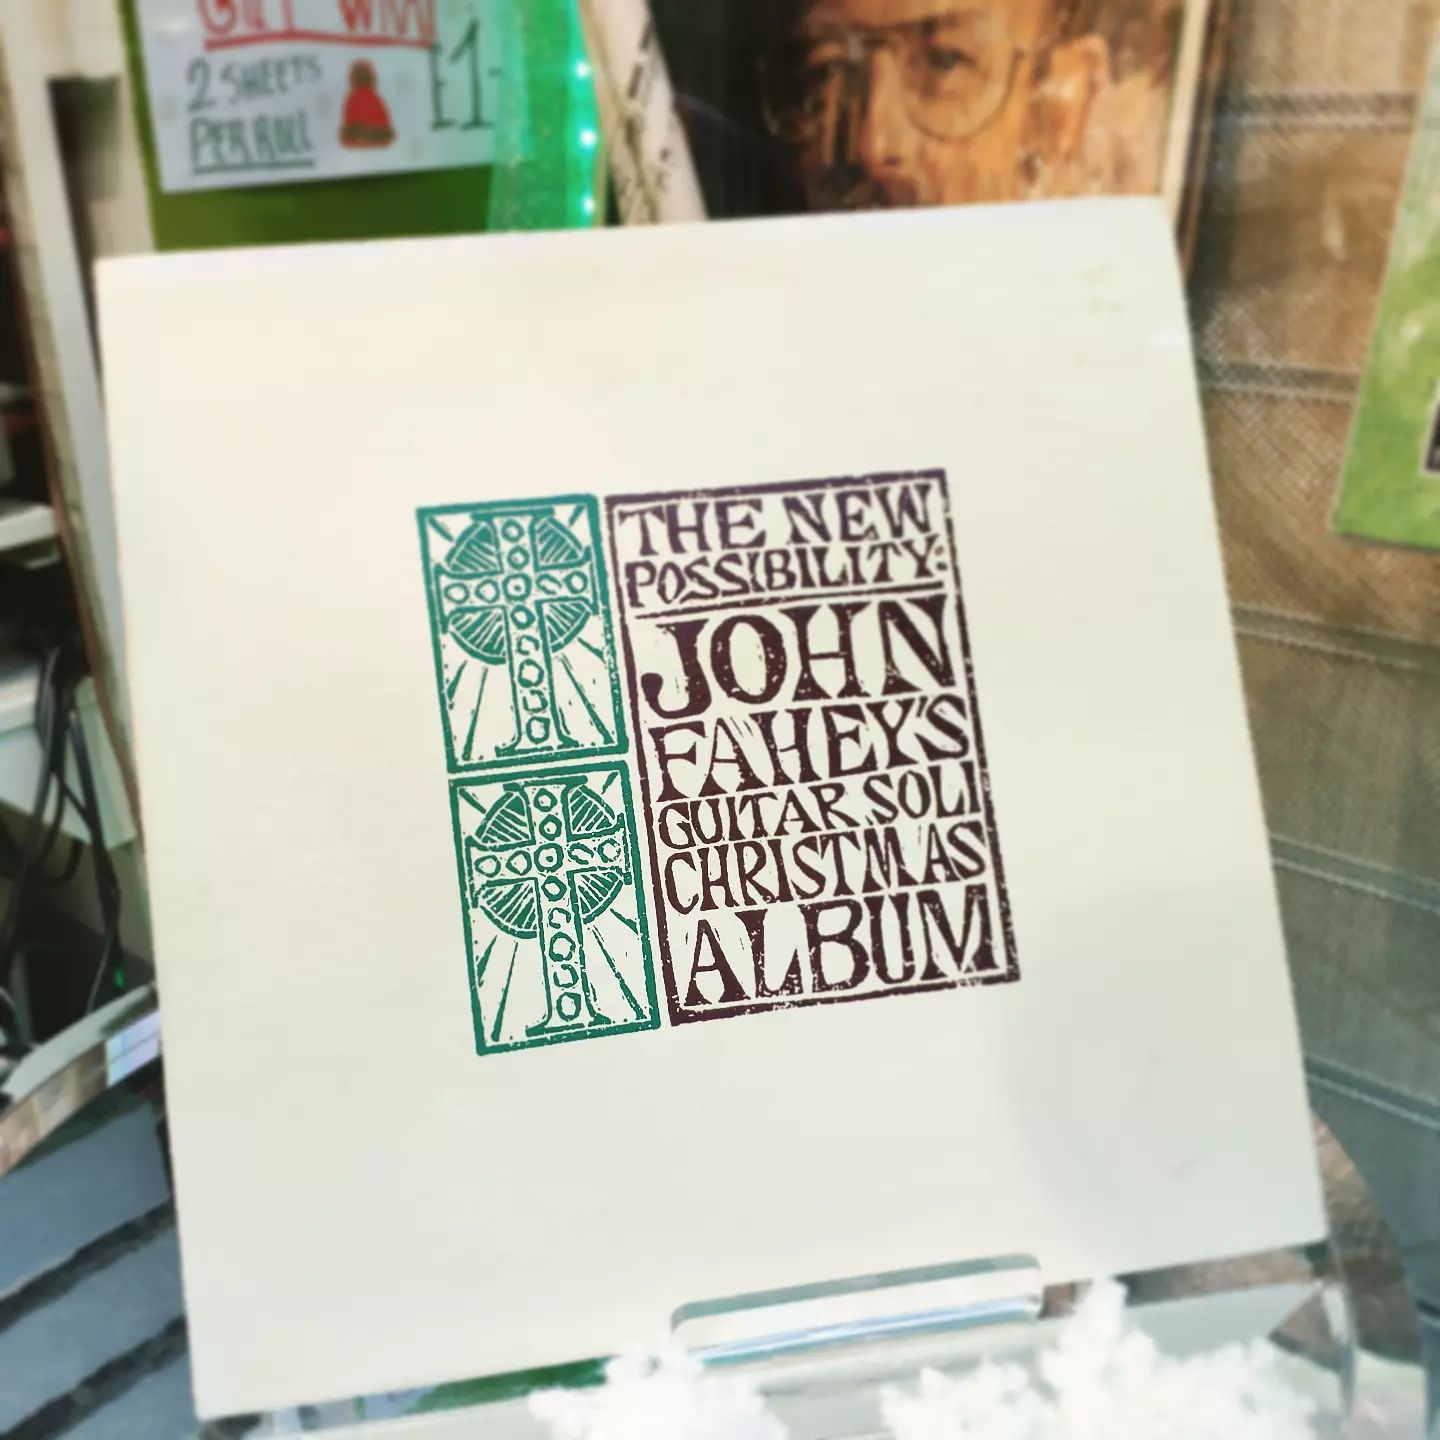 2 SHEETS
PER ROLL
£1-
THE NEW
POSSIBILITY:
JOHN
FAHEY'S
GUITAR SOLI
CHRISTMAS
ALBUM